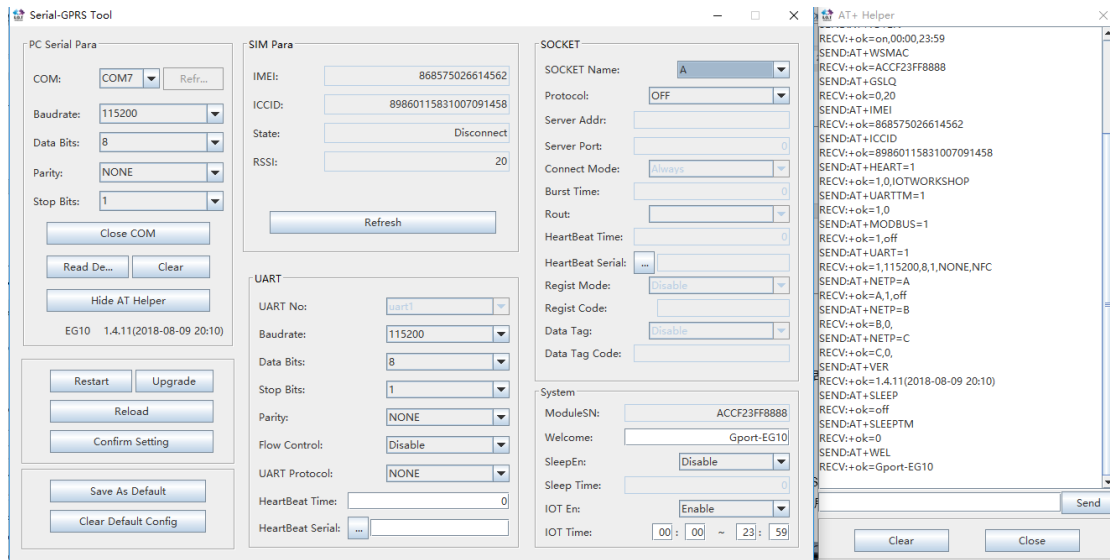 Serial-GPRS Tool
PC Serial Para
COM: COM7 Refr...
Baudrate: 115200
Data Bits: 8
Parity: NONE
Stop Bits: 1
Close COM
Read De... Clear
Hide AT Helper
EG10 1.4.11(2018-08-09 20:10)
Restart Upgrade
Reload
Confirm Setting
Save As Default
Clear Default Config
SIM Para
IMEI: 868575026614562
ICCID: 89860115831007091458
State: Disconnect
RSSI: 20
Refresh
UART
UART No: uart1
Baudrate: 115200
Data Bits: 8
Stop Bits: 1
Parity: NONE
Flow Control: Disable
UART Protocol: NONE
HeartBeat Time: 0
HeartBeat Serial: ...
SOCKET
SOCKET Name: A
Protocol: OFF
Server Addr:
Server Port: 0
Connect Mode: Always
Burst Time: 0
Rout:
HeartBeat Time: 0
HeartBeat Serial: ...
Regist Mode: Disable
Regist Code:
Data Tag: Disable
Data Tag Code:
System
ModuleSN: ACCF23FF8888
Welcome: Gport-EG10
SleepEn: Disable
Sleep Time: 0
IOT En: Enable
IOT Time: 00 : 00 ~ 23 : 59
AT+ Helper
RECV:+ok=on,00:00,23:59
SEND:AT+WSMAC
RECV:+ok=ACCF23FF8888
SEND:AT+GSLQ
RECV:+ok=0,20
SEND:AT+IMEI
RECV:+ok=868575026614562
SEND:AT+ICCID
RECV:+ok=89860115831007091458
SEND:AT+HEART=1
RECV:+ok=1,0,IOTWORKSHOP
SEND:AT+UARTTM=1
RECV:+ok=1,0
SEND:AT+MODBUS=1
RECV:+ok=1,off
SEND:AT+UART=1
RECV:+ok=1,115200,8,1,NONE,NFC
SEND:AT+NETP=A
RECV:+ok=A,1,off
SEND:AT+NETP=B
RECV:+ok=B,0,
SEND:AT+NETP=C
RECV:+ok=C,0,
SEND:AT+VER
RECV:+ok=1.4.11(2018-08-09 20:10)
SEND:AT+SLEEP
RECV:+ok=off
SEND:AT+SLEEPTM
RECV:+ok=0
SEND:AT+WEL
RECV:+ok=Gport-EG10
Send
Clear Close